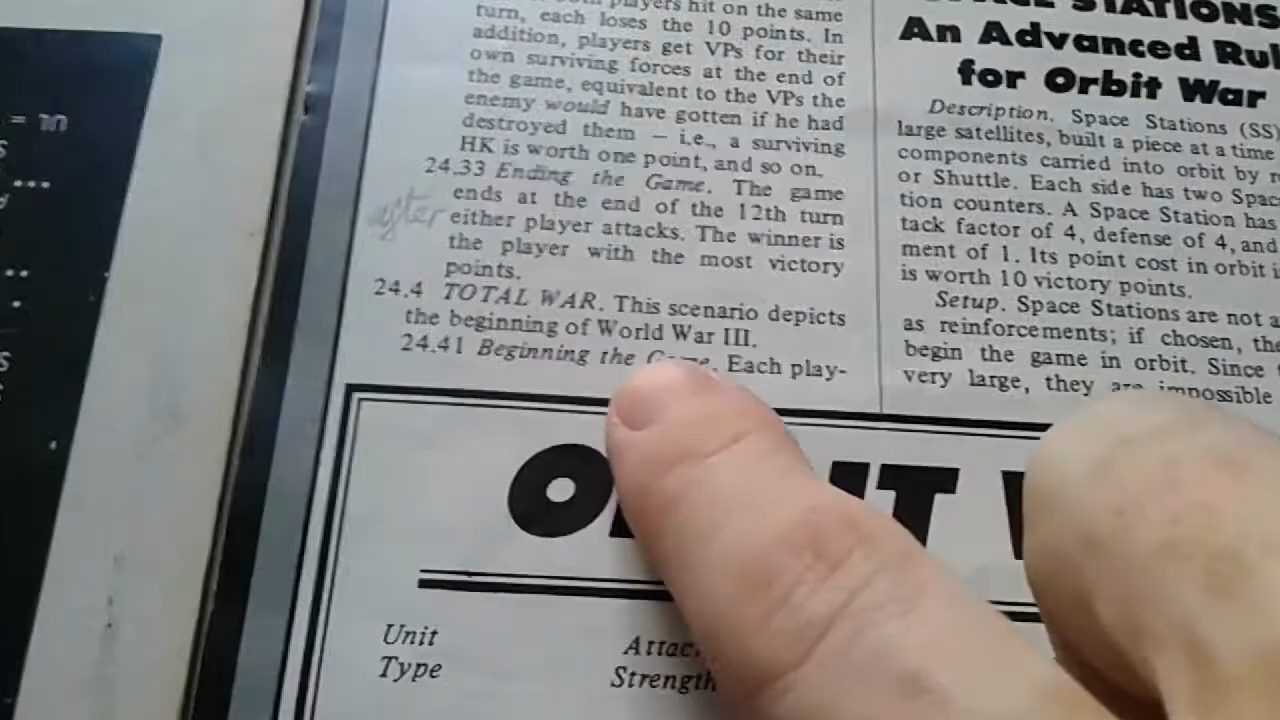 players hit on the same
turn, each loses the 10 points. In
addition, players get VPs for their
own surviving forces at the end of
the game, equivalent to the VPs the
enemy would have gotten if he had
destroyed them — i.e., a surviving
HK is worth one point, and so on.
24.33 Ending the Game. The game
ends at the end of the 12th turn
after
either player attacks. The winner is
the player with the most victory
points.
24.4 TOTAL WAR. This scenario depicts
the beginning of World War III.
24.41 Beginning the Game. Each play-
STATIONS
An Advanced
for Orbit War
Description. Space Stations (SS)
large satellites, built a piece at a time
components carried into orbit by
or Shuttle. Each side has two
tion counters. A Space Station has
tack factor of 4, defense of 4, and
ment of 1. Its point cost in orbit
is worth 10 victory points.
Setup. Space Stations are not
as reinforcements; if chosen,
begin the game in orbit. Since
very large, they are impossible
Unit
Type
Strength